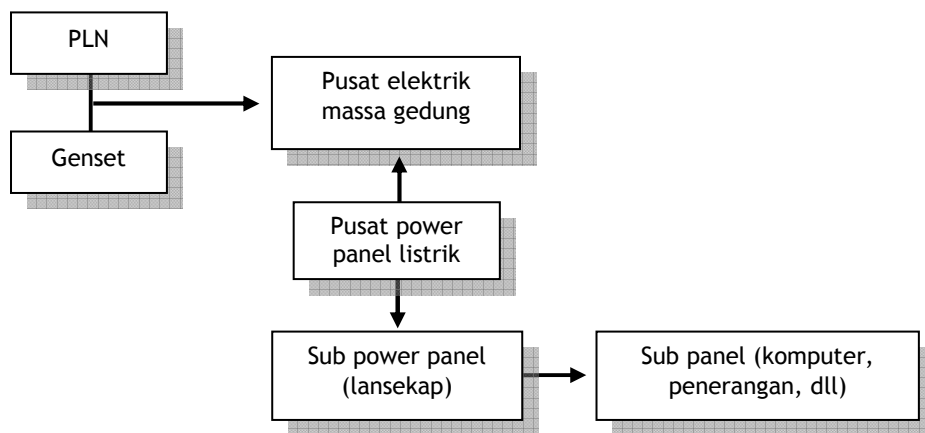 PLN
Genset
Pusat elektrik
massa gedung
Pusat power
panel listrik
Sub power panel
(lansekap)
Sub panel (komputer,
penerangan, dll)